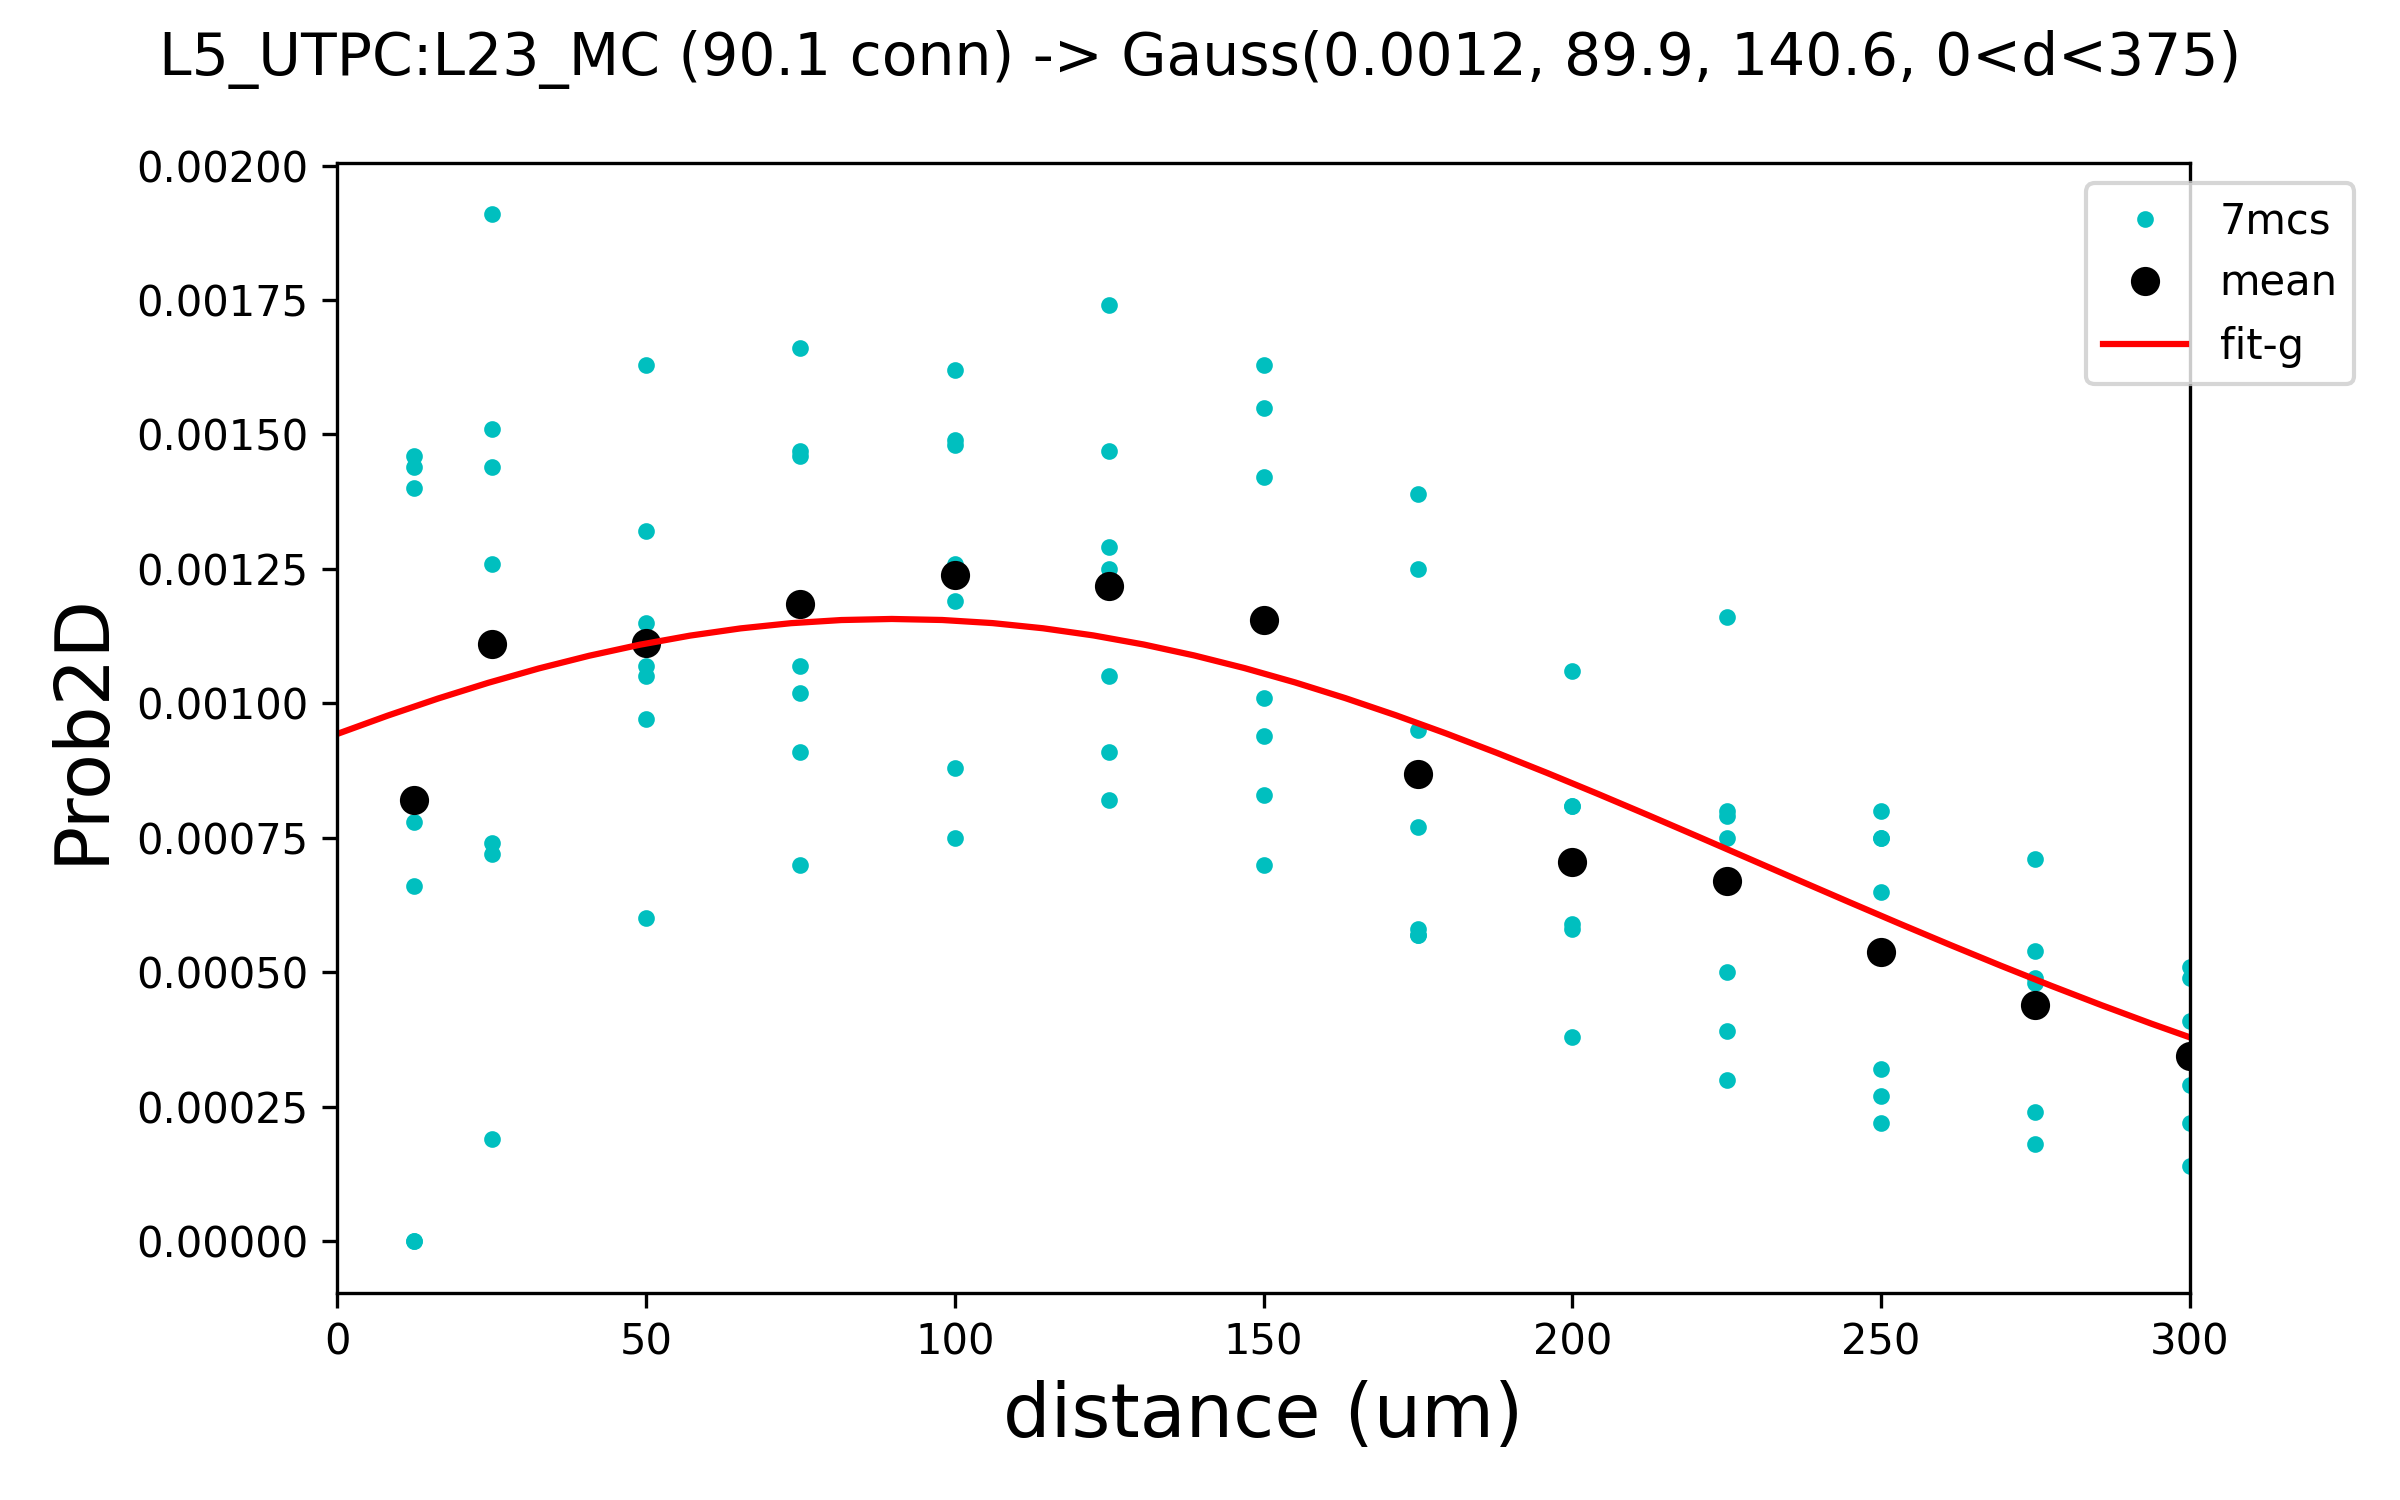 L5_UTPC:L23_MC (90.1 conn) -> Gauss(0.0012, 89.9, 140.6, 0<d<375)
0.00200
0.00175
0.00150
0.00125
0.00100
0.00075
0.00050
0.00025
0.00000
Prob2D
7mcs
mean
fit-g
0 50 100 150 200 250 300
distance (um)